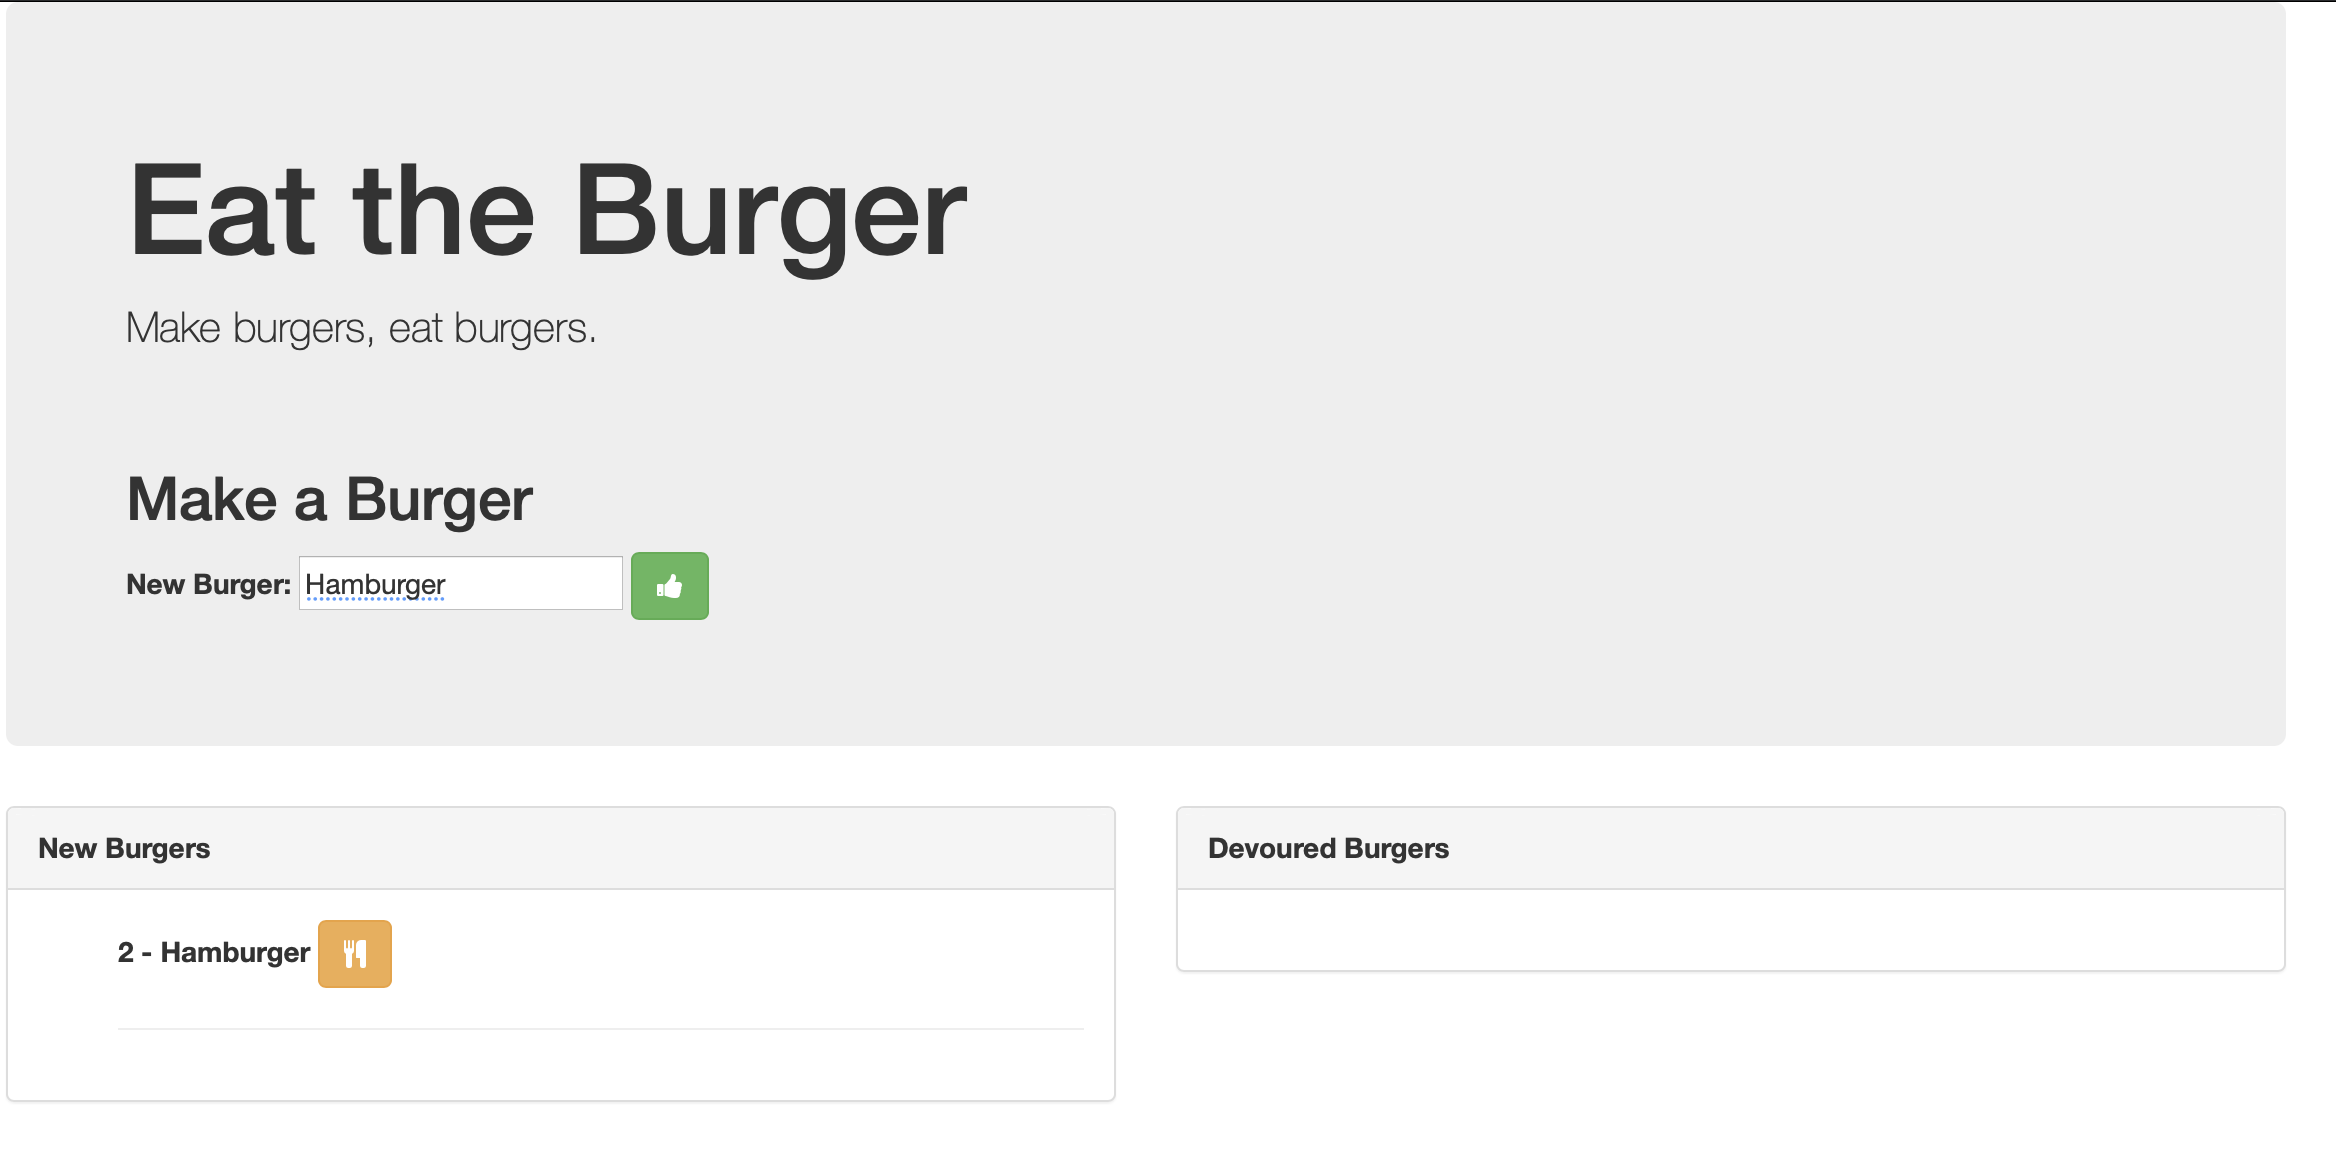 Eat the Burger
Make burgers, eat burgers.
Make a Burger
New Burger: Hamburger
New Burgers
2 - Hamburger
Devoured Burgers